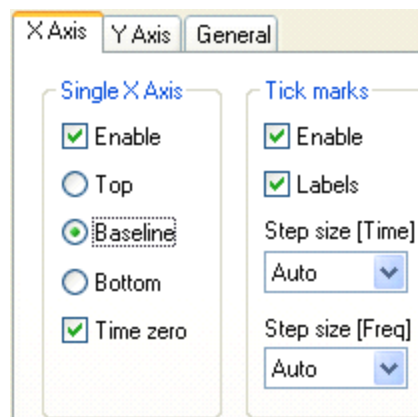 X Axis Y Axis General
Single X Axis
Enable
Top
Baseline
Bottom
Time zero
Tick marks
Enable
Labels
Step size [Time]
Auto
Step size [Freq]
Auto